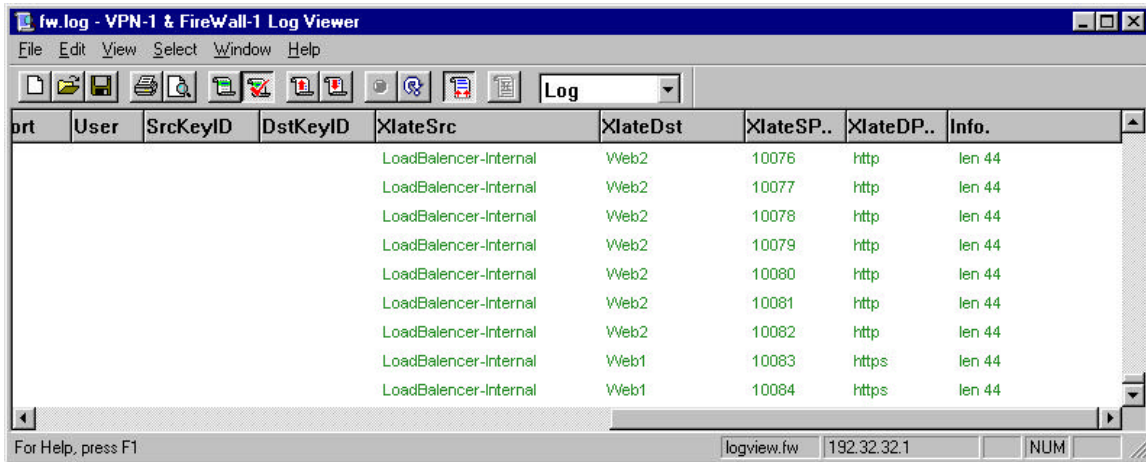 fw.log - VPN-1 & FireWall-1 Log Viewer
File Edit View Select Window Help
Log
ort User SrcKeyID DstKeyID XlateSrc XlateDst XlateSP.. XlateDP.. Info.
LoadBalencer-Internal Web2 10076 http len 44
LoadBalencer-Internal Web2 10077 http len 44
LoadBalencer-Internal Web2 10078 http len 44
LoadBalencer-Internal Web2 10079 http len 44
LoadBalencer-Internal Web2 10080 http len 44
LoadBalencer-Internal Web2 10081 http len 44
LoadBalencer-Internal Web2 10082 http len 44
LoadBalencer-Internal Web1 10083 https len 44
LoadBalencer-Internal Web1 10084 https len 44
For Help, press F1 logview.fw 192.32.32.1 NUM